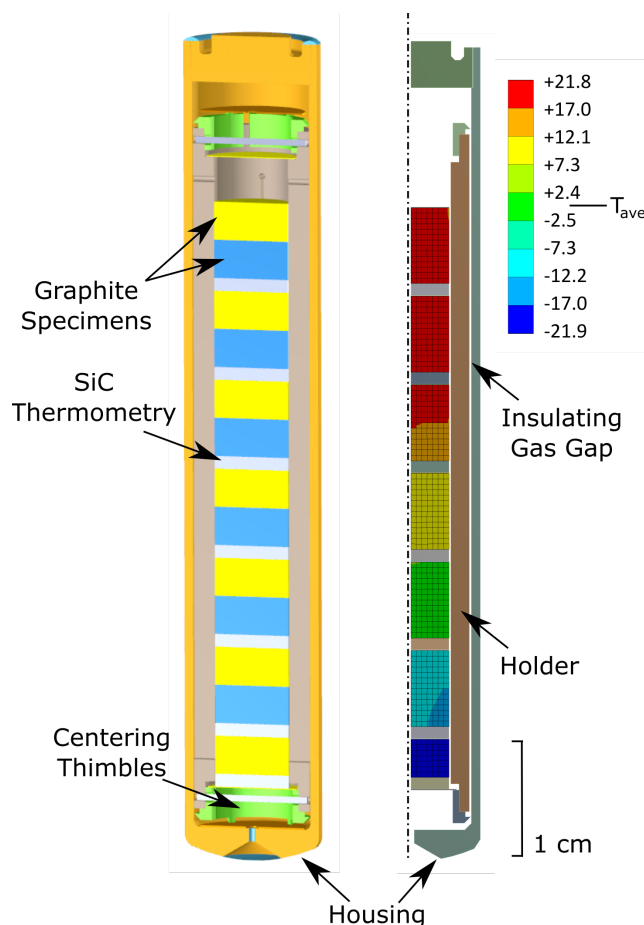 +21.8
+17.0
+12.1
+7.3
+2.4
-2.5
-7.3
-12.2
-17.0
-21.9
Tave
Graphite
Specimens
SiC
Thermometry
Insulating
Gas Gap
Holder
Centering
Thimbles
1 cm
Housing